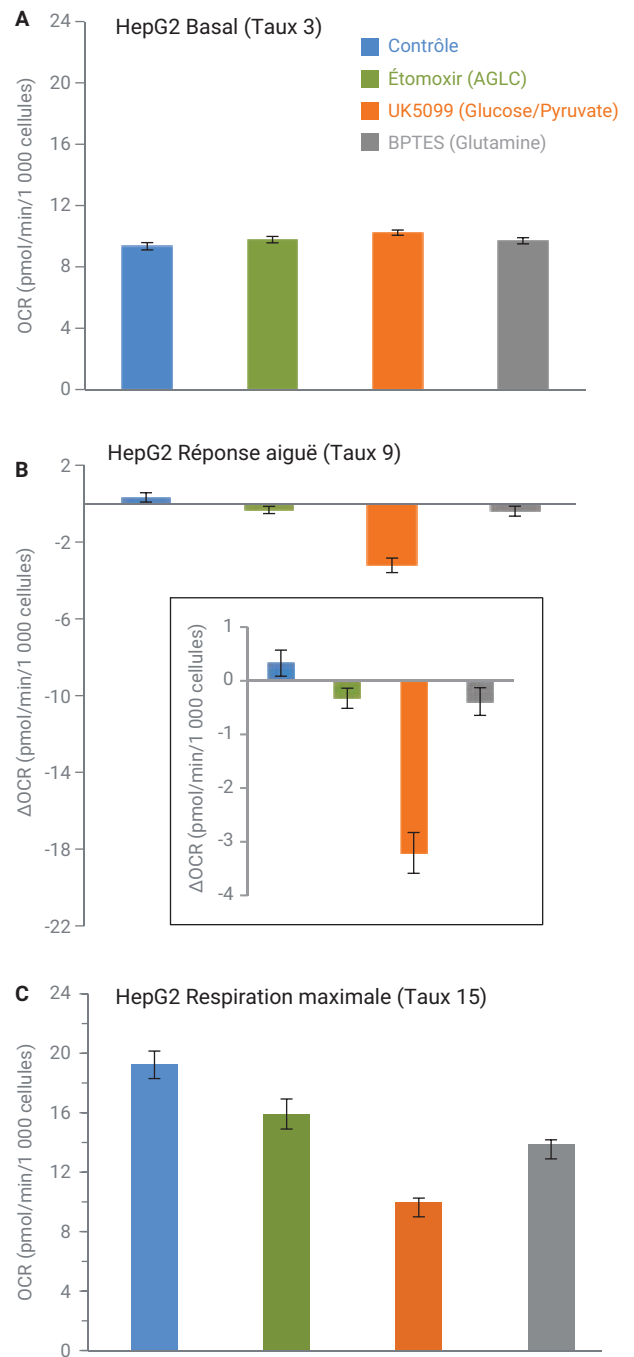 A
HepG2 Basal (Taux 3)
Contrôle
Étomoxir (AGLC)
UK5099 (Glucose/Pyruvate)
BPTES (Glutamine)
OCR (pmol/min/1 000 cellules)
24
20
16
12
8
4
0
B
HepG2 Réponse aiguë (Taux 9)
ΔOCR (pmol/min/1 000 cellules)
2
-2
-6
-10
-14
-18
-22
ΔOCR (pmol/min/1 000 cellules)
1
0
-1
-2
-3
-4
C
HepG2 Respiration maximale (Taux 15)
OCR (pmol/min/1 000 cellules)
24
20
16
12
8
4
0